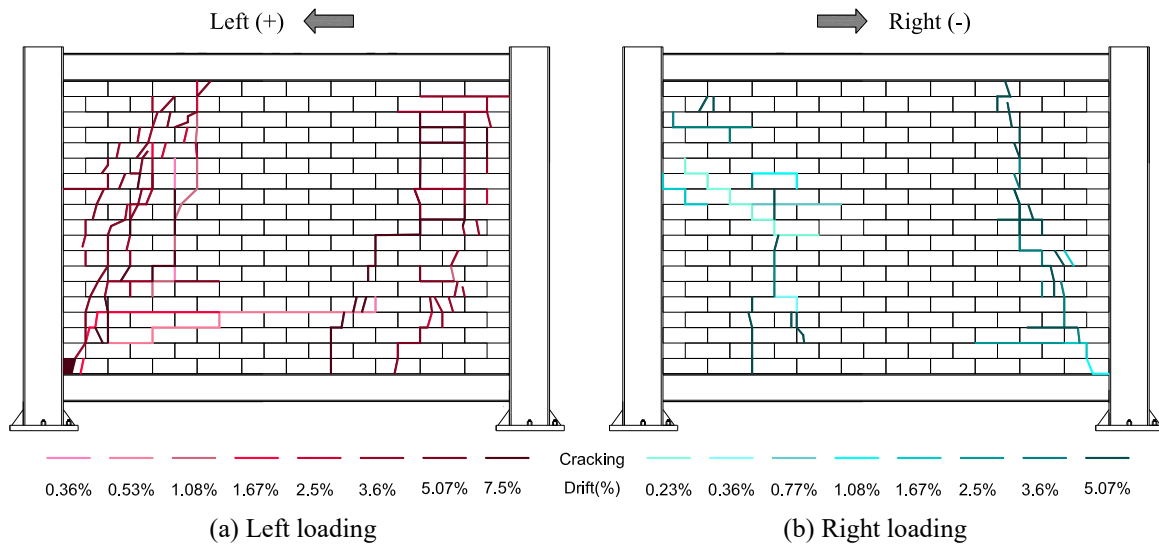 Left (+)
Right (-)
Cracking
0.36% 0.53% 1.08% 1.67% 2.5% 3.6% 5.07% 7.5% Drift(%) 0.23% 0.36% 0.77% 1.08% 1.67% 2.5% 3.6% 5.07%
(a) Left loading
(b) Right loading